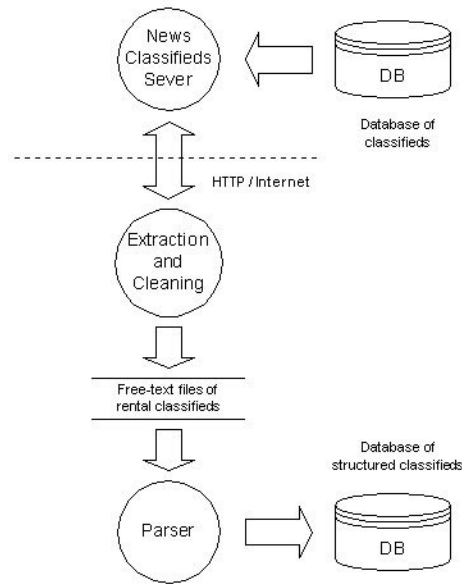 News
Classifieds
Sever
DB
Database of
classifieds
HTTP / Internet
Extraction
and
Cleaning
Free-text files of
rental classifieds
Database of
structured classifieds
Parser
DB